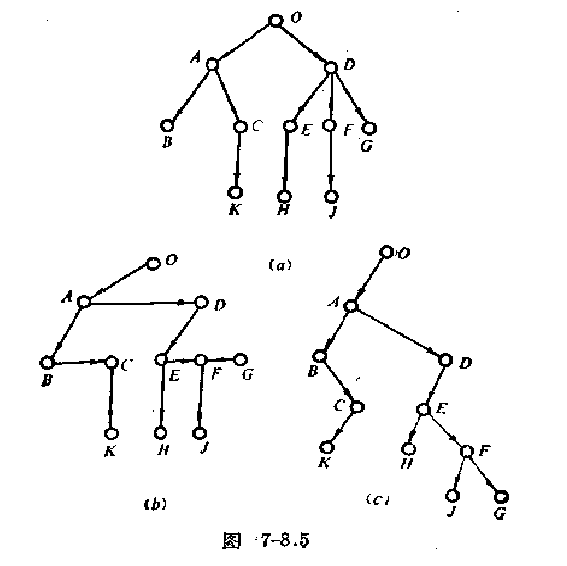 O
A D
B C E F G
K H J
(a)
O
A D
B C E F G
K H J
(b)
O
A
B D
C E
K H F
J G
(c)
图 7-8.5